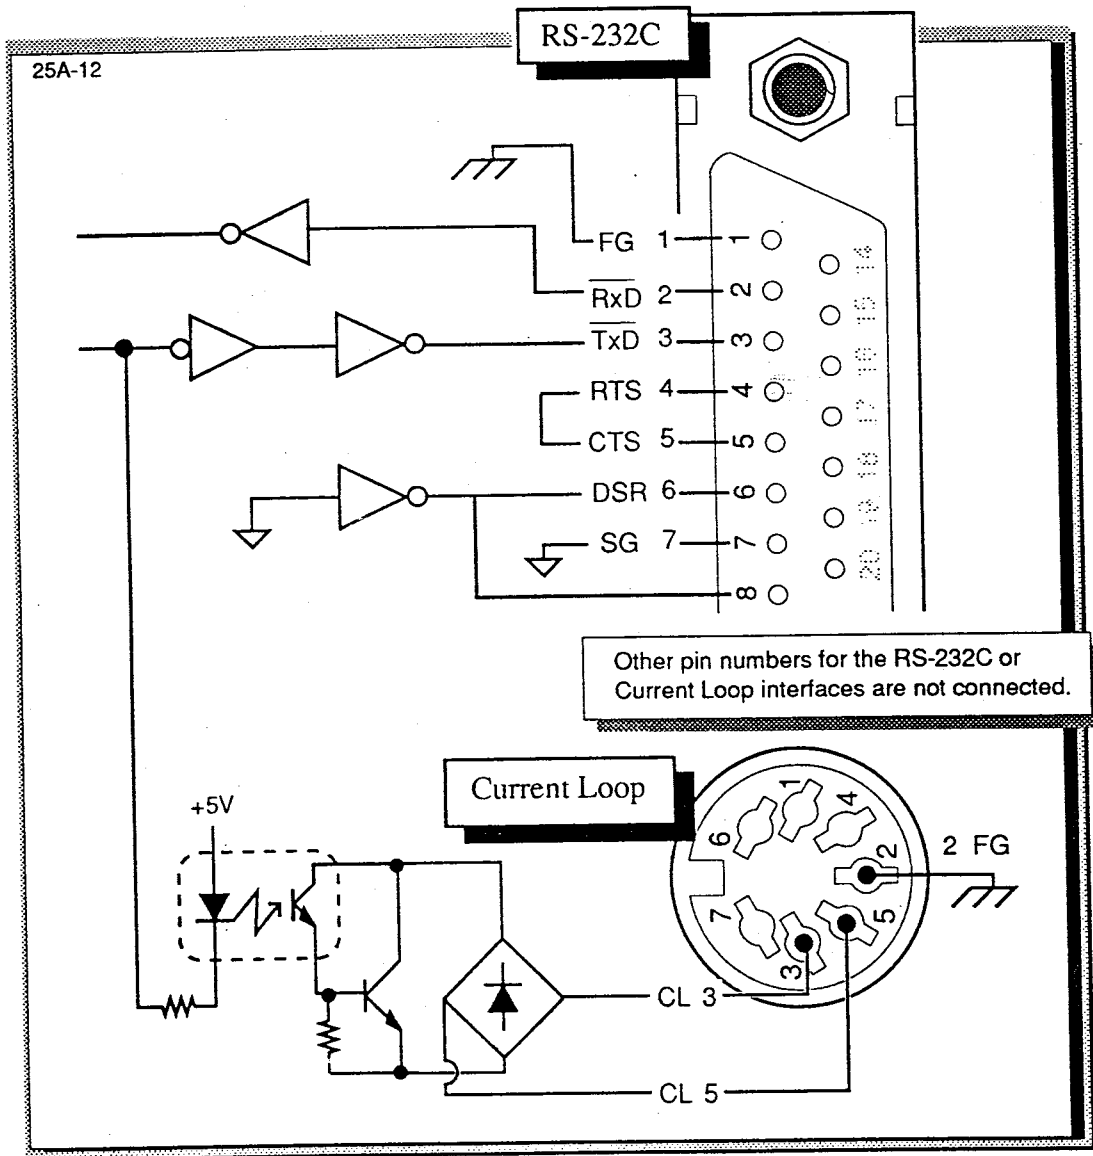 RS-232C
25A-12
FG 1 1
14
RxD 2 2
15
TxD 3 3
16
RTS 4 4
17
CTS 5 5
18
DSR 6 6
19
SG 7 7
20
8
Other pin numbers for the RS-232C or
Current Loop interfaces are not connected.
Current Loop
+5V
1
4
6
2
2 FG
7
5
3
CL 3
CL 5